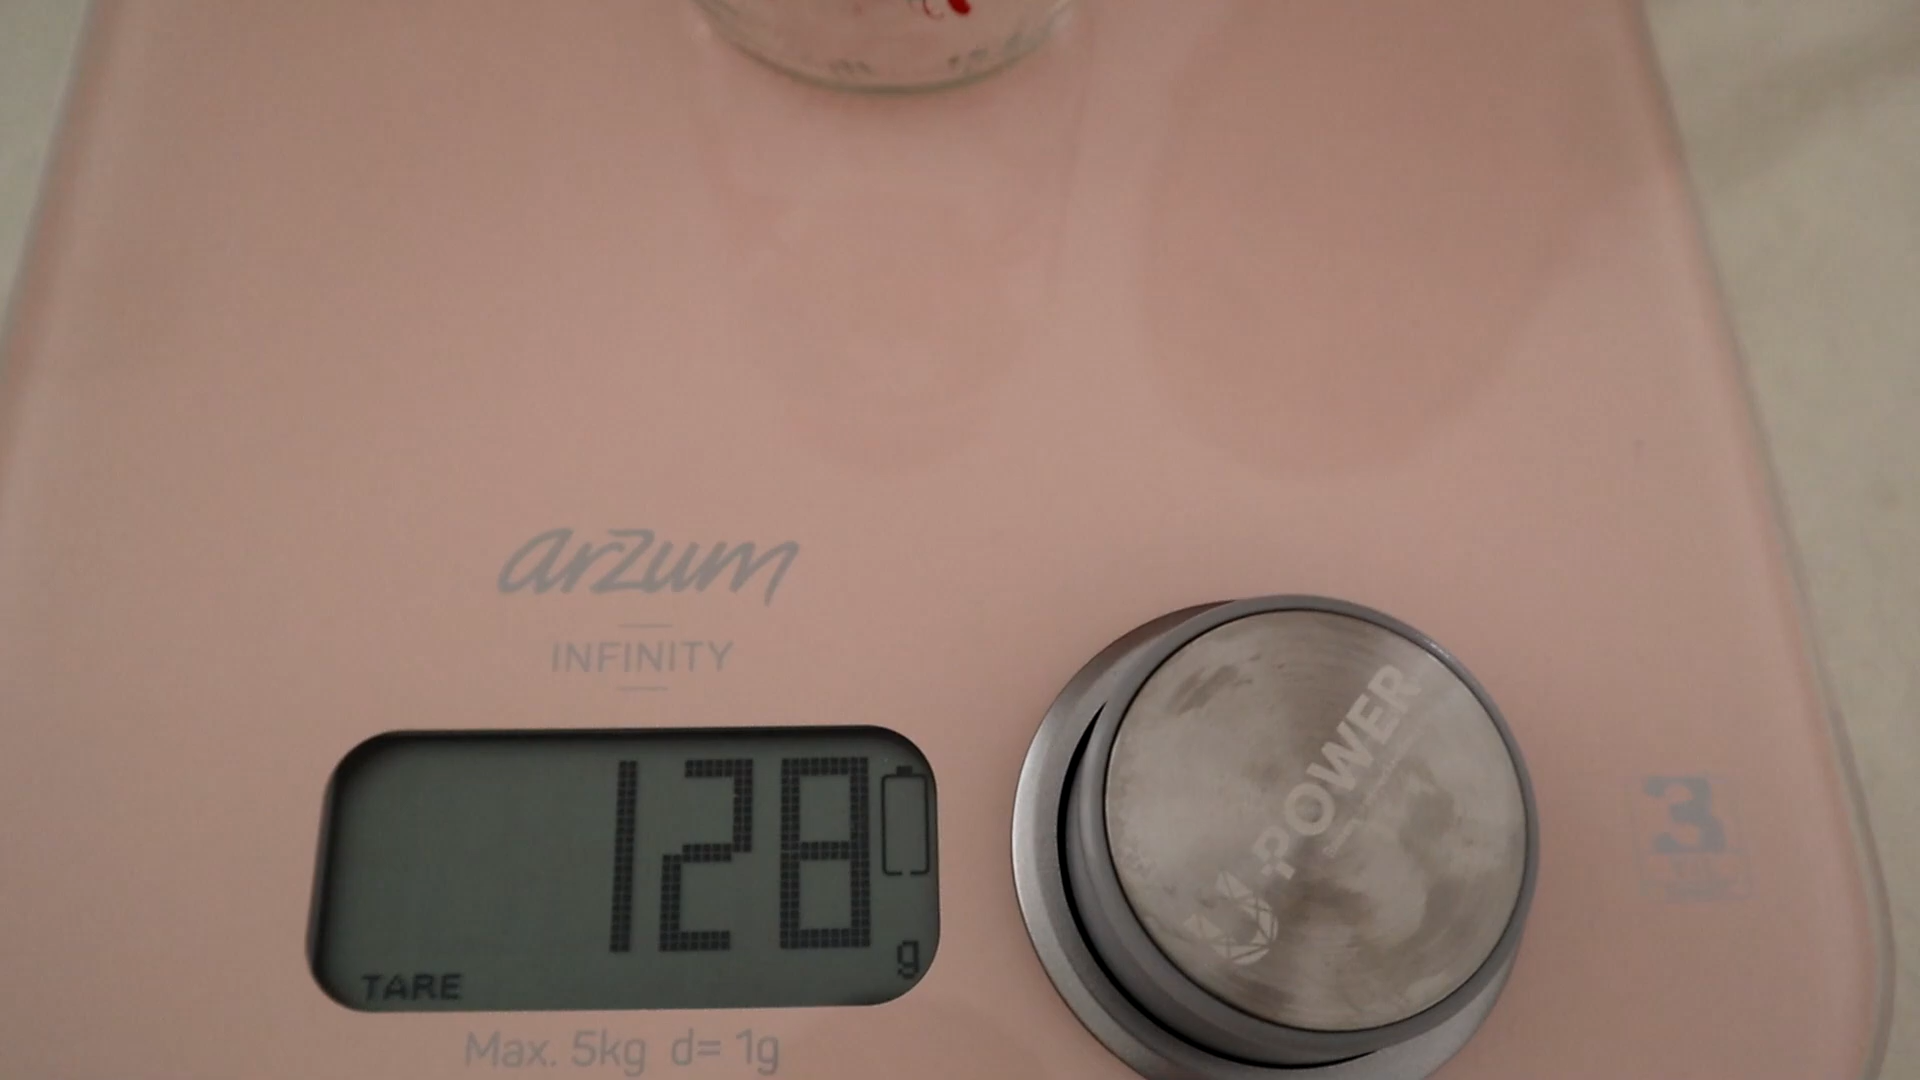 arzum
INFINITY
128
g
TARE
Max. 5kg d= 1g
U+POWER
3